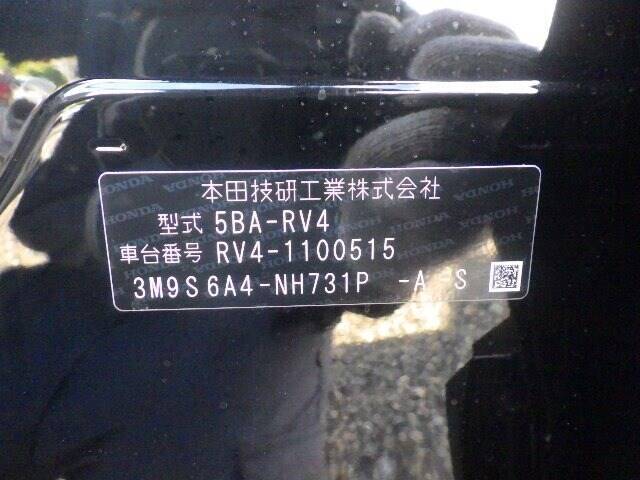 本田技研工業株式会社
型式 5BA-RV4
車台番号 RV4-1100515
3M9S6A4-NH731P -A S